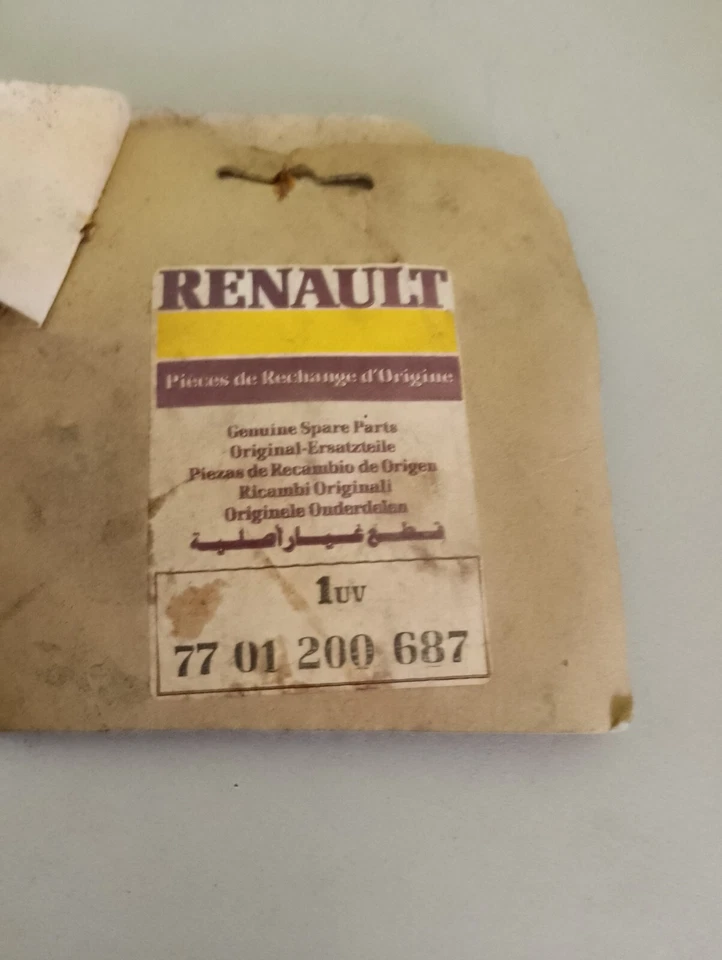 RENAULT
Pièces de Rechange d'Origine
Genuine Spare Parts
Original-Ersatzteile
Piezas de Recambio de Origen
Ricambi Originali
Originele Onderdelen
قطع غيار أصلية
1UV
77 01 200 687